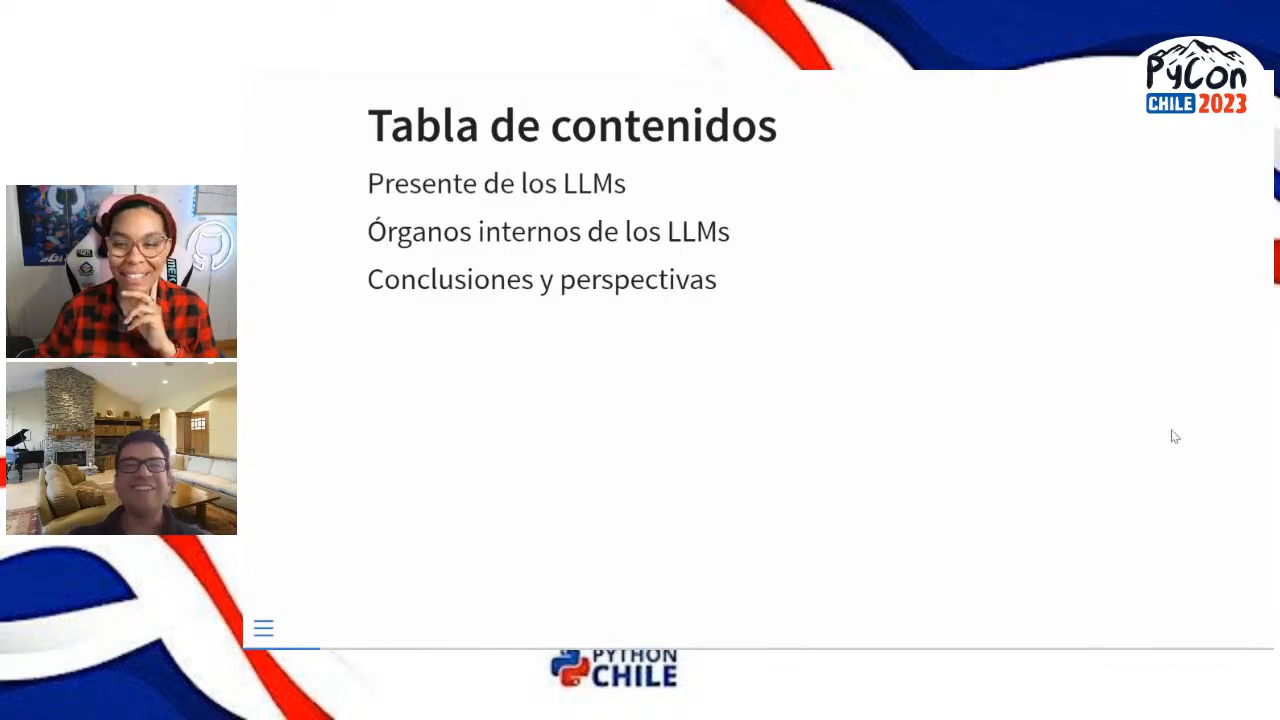 PyCon
CHILE 2023
Tabla de contenidos
Presente de los LLMs
Órganos internos de los LLMs
Conclusiones y perspectivas
PYTHON
CHILE